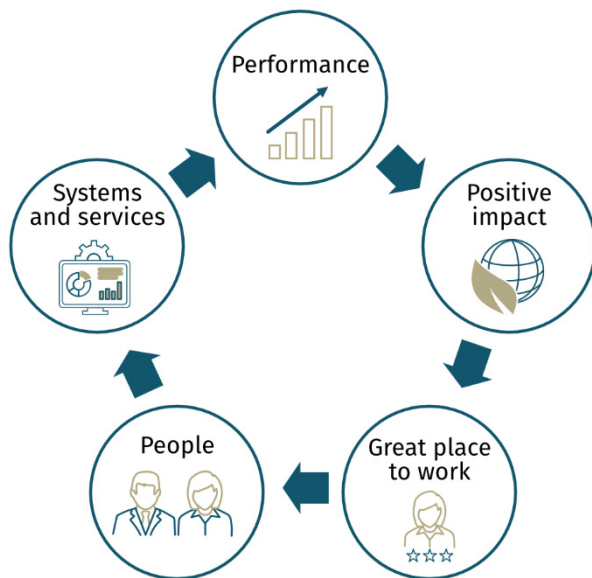 Performance
Positive
impact
Great place
to work
People
Systems
and services